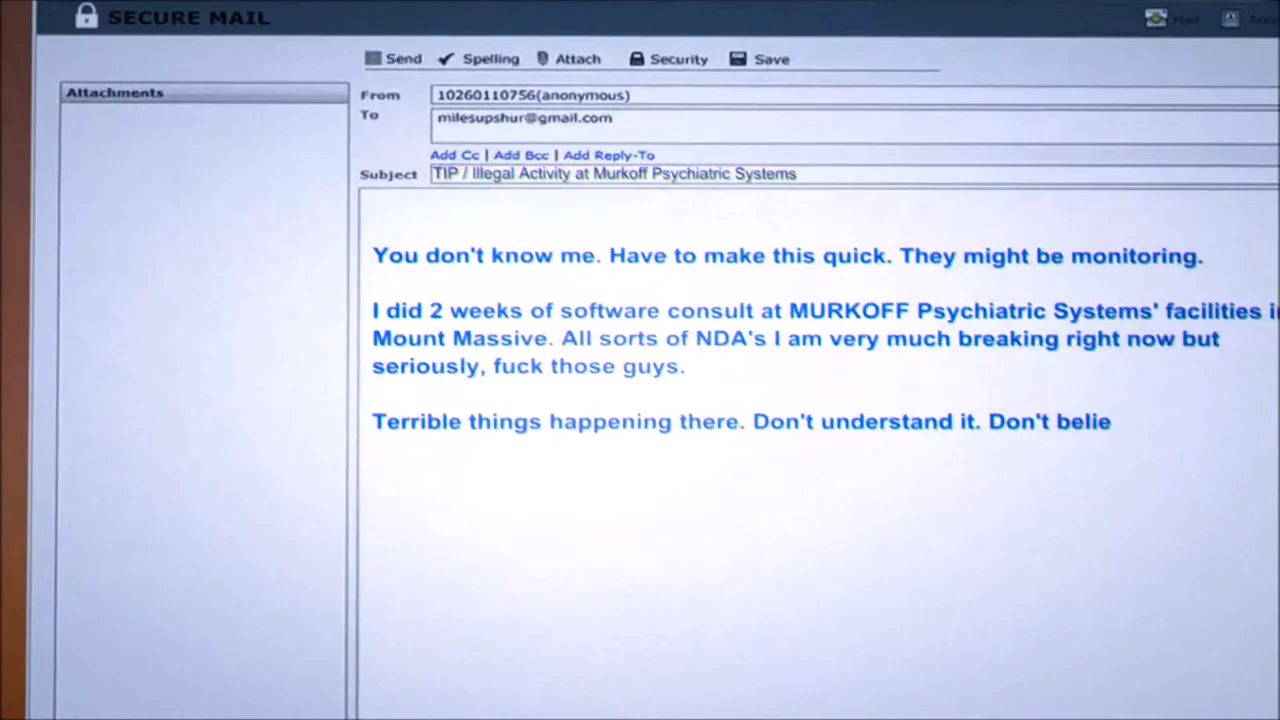 SECURE MAIL
Mail
Send Spelling Attach Security Save
Attachments
From 10260110756(anonymous)
To milesupshur@gmail.com
Add Cc | Add Bcc | Add Reply-To
Subject TIP / Illegal Activity at Murkoff Psychiatric Systems
You don't know me. Have to make this quick. They might be monitoring.
I did 2 weeks of software consult at MURKOFF Psychiatric Systems' facilities in
Mount Massive. All sorts of NDA's I am very much breaking right now but
seriously, fuck those guys.
Terrible things happening there. Don't understand it. Don't belie